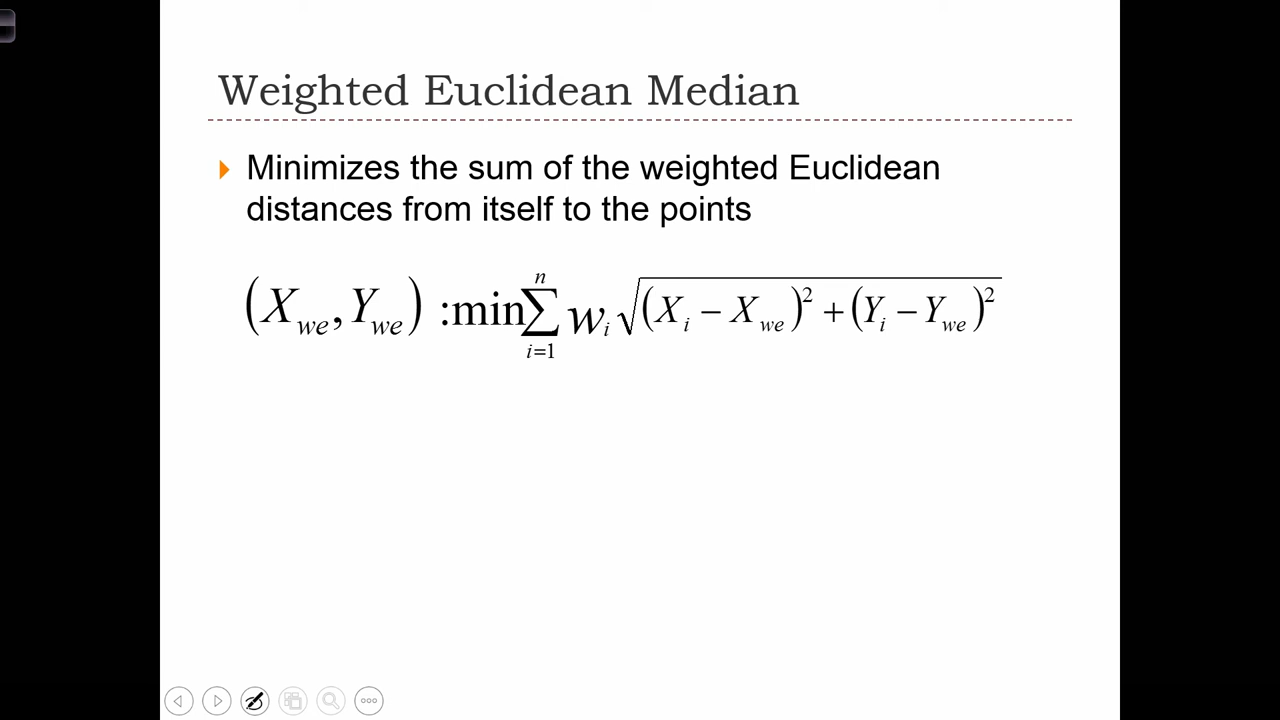 Weighted Euclidean Median
Minimizes the sum of the weighted Euclidean
distances from itself to the points
(X_we, Y_we) :min∑_{i=1}^{n} w_i √((X_i − X_we)² + (Y_i − Y_we)²)